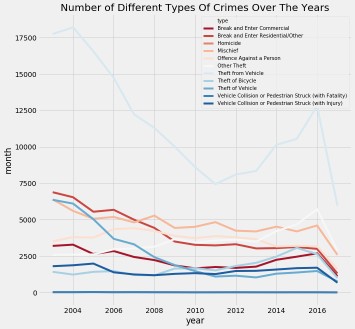 Number of Different Types Of Crimes Over The Years
type
Break and Enter Commercial
Break and Enter Residential/Other
Homicide
Mischief
Offence Against a Person
Other Theft
Theft from Vehicle
Theft of Bicycle
Theft of Vehicle
Vehicle Collision or Pedestrian Struck (with Fatality)
Vehicle Collision or Pedestrian Struck (with Injury)
17500
15000
12500
10000
7500
5000
2500
0
month
2004 2006 2008 2010 2012 2014 2016
year